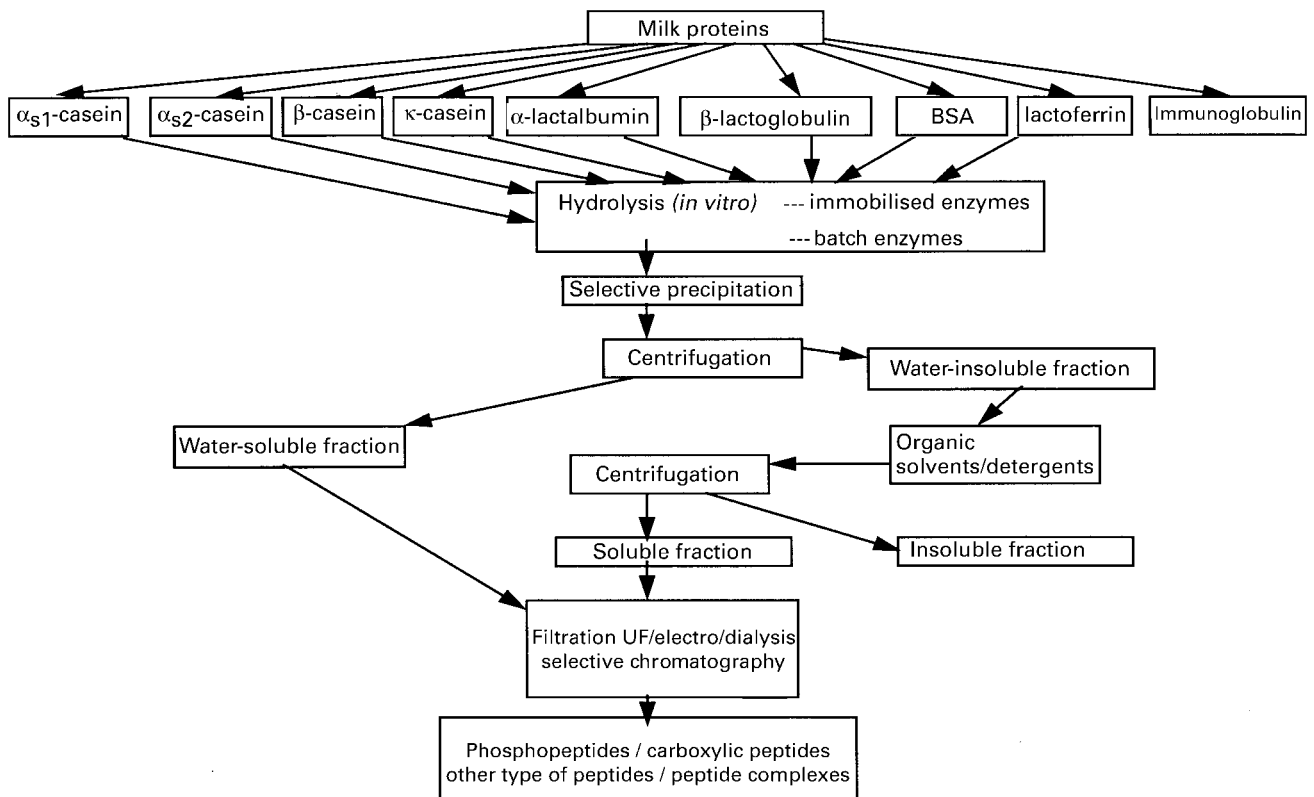 Milk proteins
αs1-casein
αs2-casein
β-casein
κ-casein
α-lactalbumin
β-lactoglobulin
BSA
lactoferrin
Immunoglobulin
Hydrolysis (in vitro) --- immobilised enzymes
--- batch enzymes
Selective precipitation
Centrifugation
Water-insoluble fraction
Water-soluble fraction
Organic
solvents/detergents
Centrifugation
Soluble fraction
Insoluble fraction
Filtration UF/electro/dialysis
selective chromatography
Phosphopeptides / carboxylic peptides
other type of peptides / peptide complexes